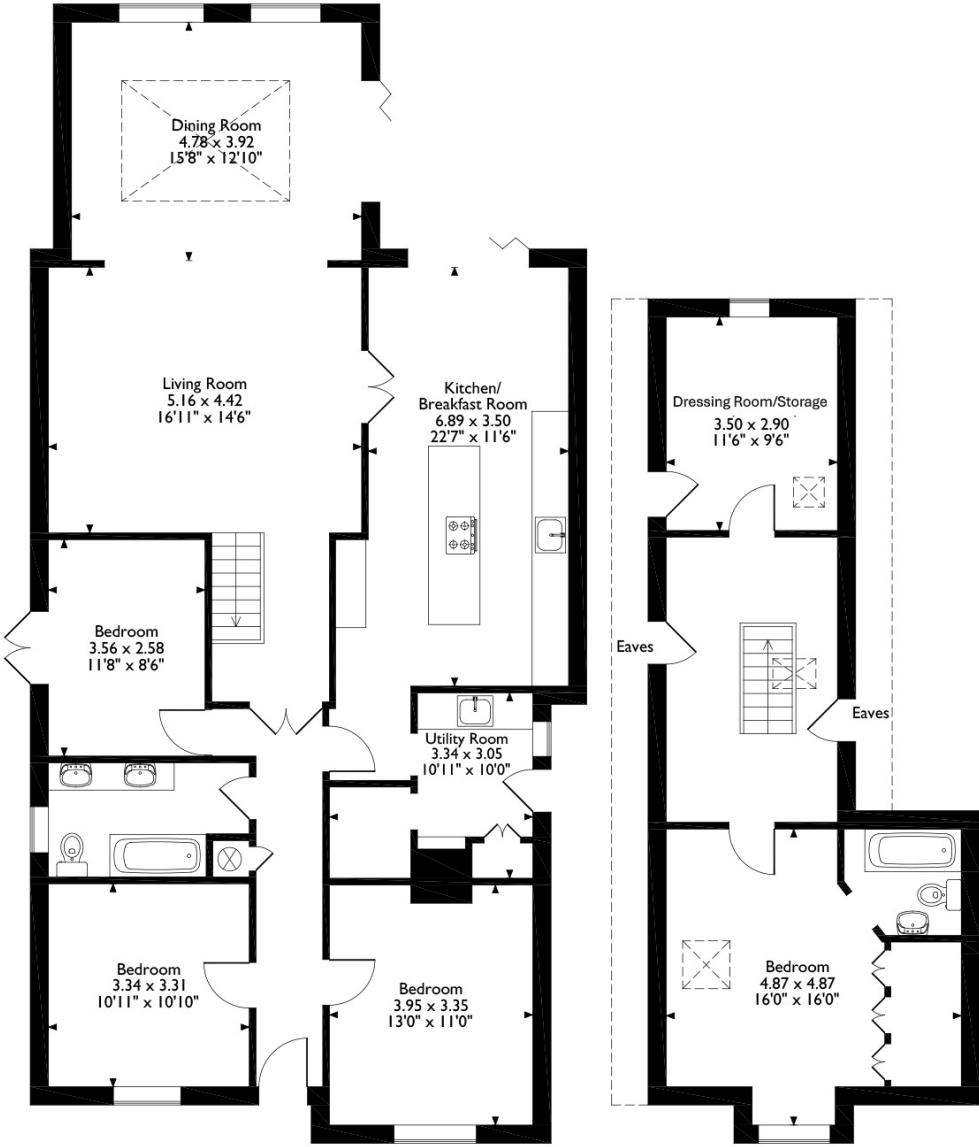 Dining Room
4.78 x 3.92
15'8" x 12'10"
Living Room
5.16 x 4.42
16'11" x 14'6"
Kitchen/
Breakfast Room
6.89 x 3.50
22'7" x 11'6"
Bedroom
3.56 x 2.58
11'8" x 8'6"
Utility Room
3.34 x 3.05
10'11" x 10'0"
Bedroom
3.34 x 3.31
10'11" x 10'10"
Bedroom
3.95 x 3.35
13'0" x 11'0"
Dressing Room/Storage
3.50 x 2.90
11'6" x 9'6"
Eaves
Eaves
Bedroom
4.87 x 4.87
16'0" x 16'0"